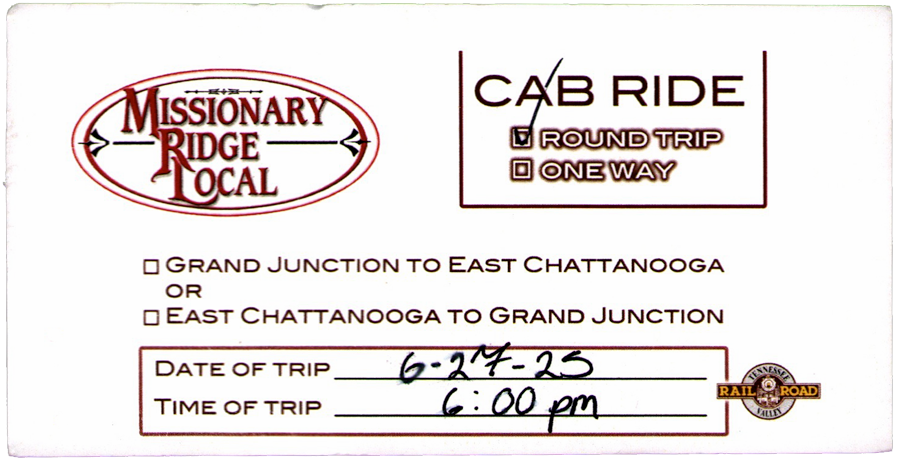 MISSIONARY
RIDGE
LOCAL
CAB RIDE
☑ ROUND TRIP
☐ ONE WAY
☐ GRAND JUNCTION TO EAST CHATTANOOGA
OR
☐ EAST CHATTANOOGA TO GRAND JUNCTION
DATE OF TRIP 6-27-25
TIME OF TRIP 6:00 pm
TENNESSEE
RAIL ROAD
VALLEY